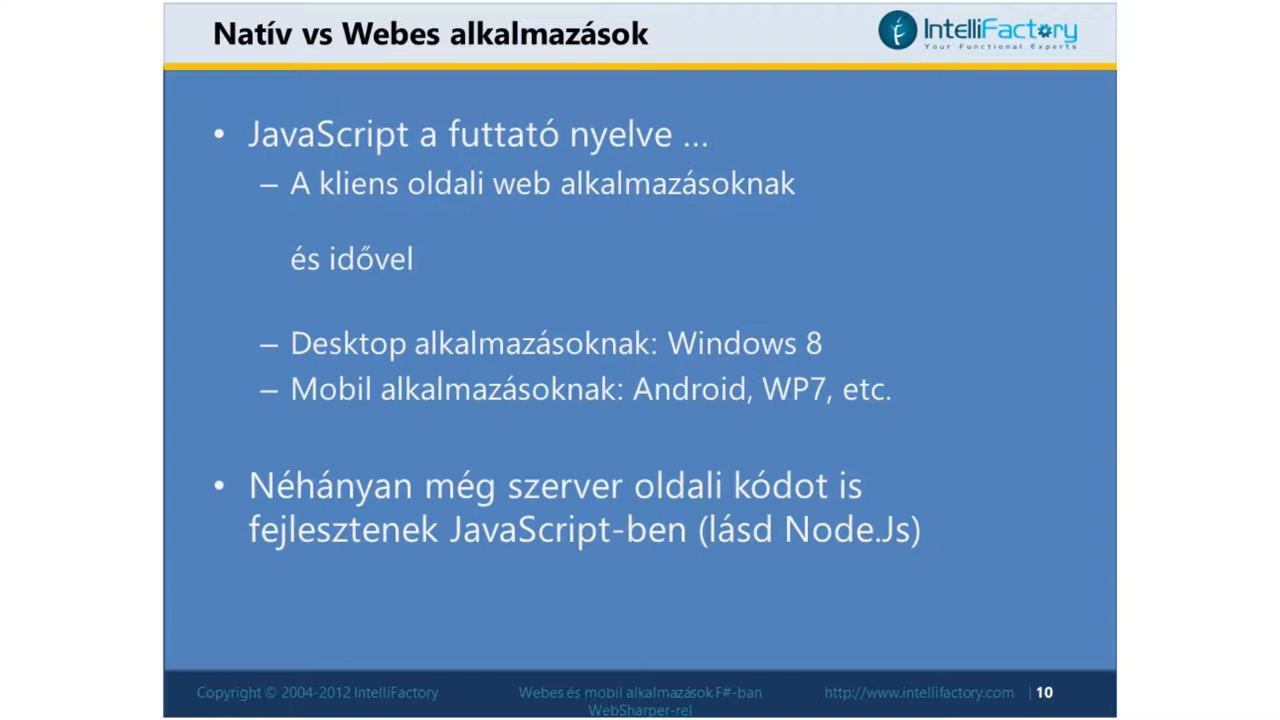 Natív vs Webes alkalmazások
IntelliFactory
Your Functional Experts
• JavaScript a futtató nyelve ...
– A kliens oldali web alkalmazásoknak
és idővel
– Desktop alkalmazásoknak: Windows 8
– Mobil alkalmazásoknak: Android, WP7, etc.
• Néhányan még szerver oldali kódot is
fejlesztenek JavaScript-ben (lásd Node.Js)
Copyright © 2004-2012 IntelliFactory
Webes és mobil alkalmazások F#-ban
WebSharper-rel
http://www.intellifactory.com | 10